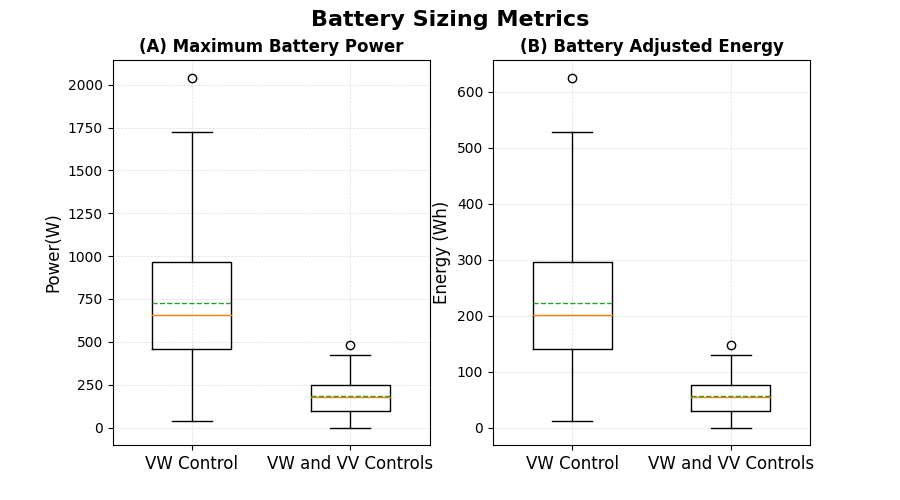 Battery Sizing Metrics
(A) Maximum Battery Power
Power(W)
2000
1750
1500
1250
1000
750
500
250
0
VW Control
VW and VV Controls
(B) Battery Adjusted Energy
Energy (Wh)
600
500
400
300
200
100
0
VW Control
VW and VV Controls